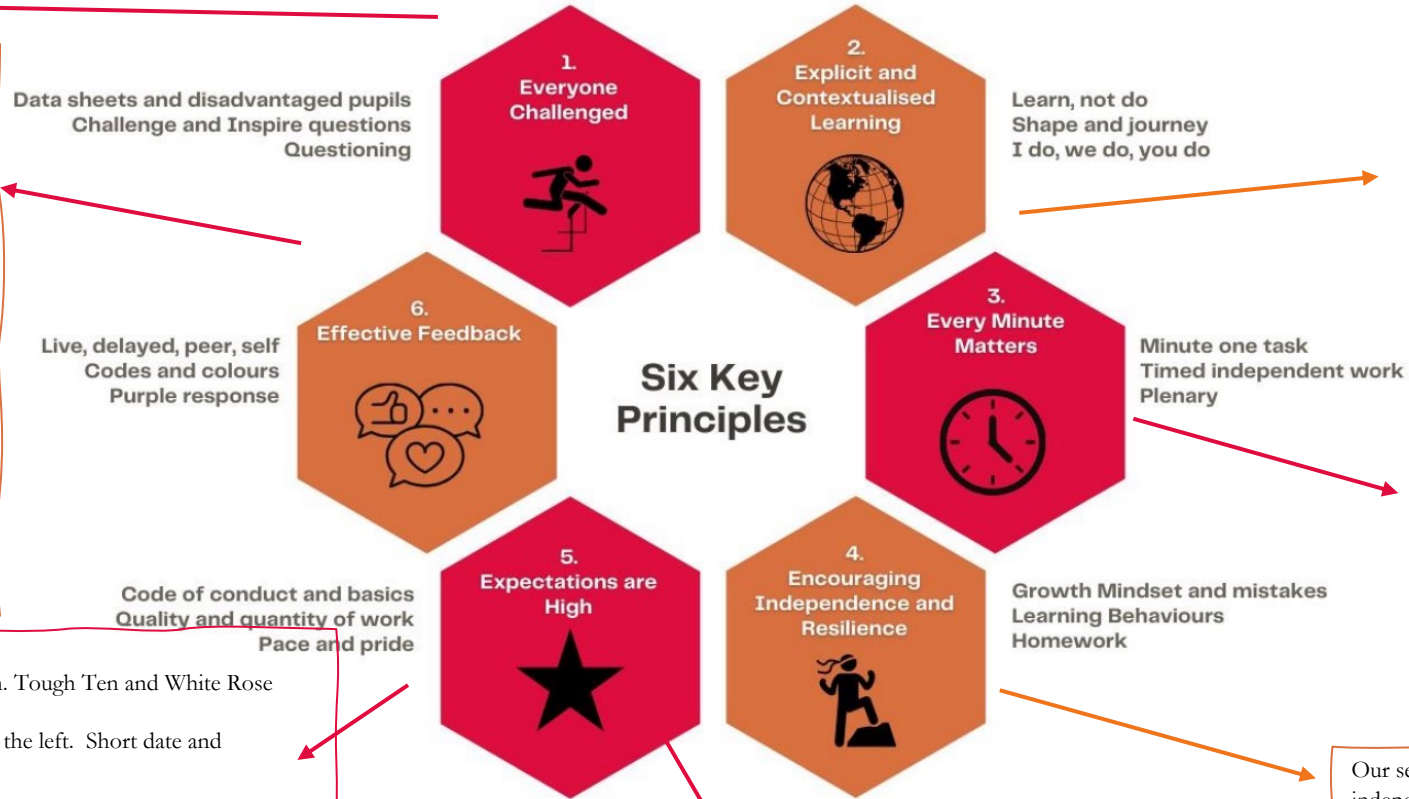 1.
Everyone
Challenged
Data sheets and disadvantaged pupils
Challenge and Inspire questions
Questioning
2.
Explicit and
Contextualised
Learning
Learn, not do
Shape and journey
I do, we do, you do
6.
Effective Feedback
Live, delayed, peer, self
Codes and colours
Purple response
Six Key
Principles
3.
Every Minute
Matters
Minute one task
Timed independent work
Plenary
5.
Expectations are
High
Code of conduct and basics
Quality and quantity of work
Pace and pride
4.
Encouraging
Independence and
Resilience
Growth Mindset and mistakes
Learning Behaviours
Homework
Tough Ten and White Rose
the left. Short date and
Our se